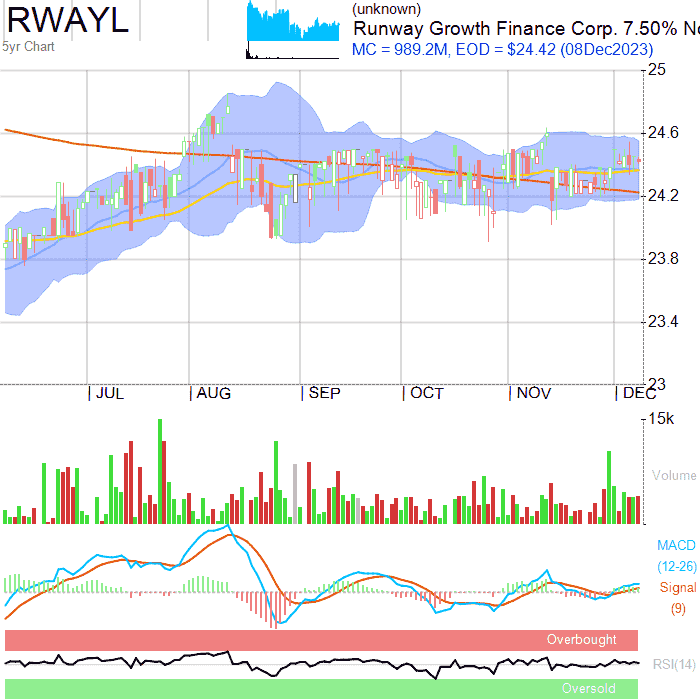 RWAYL
5yr Chart
(unknown)
Runway Growth Finance Corp. 7.50% No
MC = 989.2M, EOD = $24.42 (08Dec2023)
25
24.6
24.2
23.8
23.4
23
JUL AUG SEP OCT NOV DEC
15k
Volume
MACD
(12-26)
Signal
(9)
Overbought
RSI(14)
Oversold